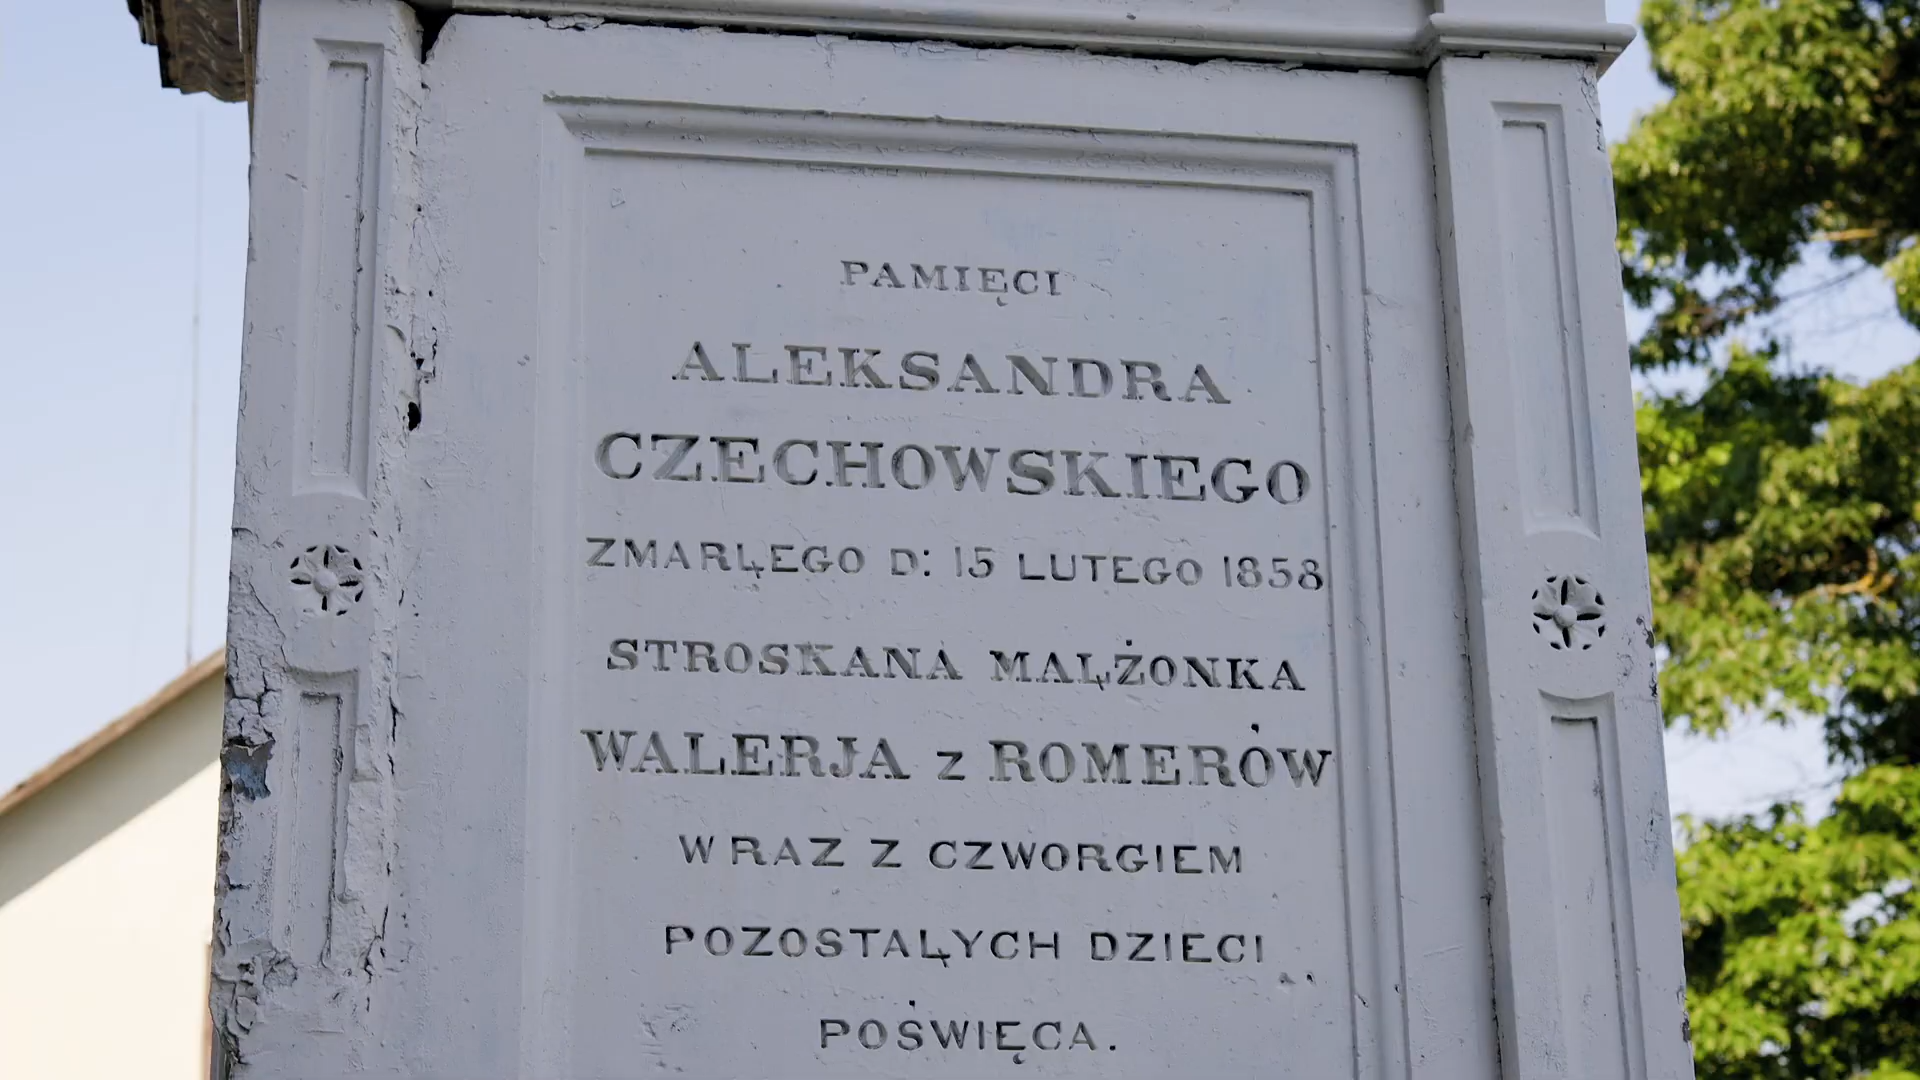 PAMIĘCI
ALEKSANDRA
CZECHOWSKIEGO
ZMARŁEGO D: 15 LUTEGO 1858
STROSKANA MAŁŻONKA
WALERJA z ROMERÓW
WRAZ Z CZWORGIEM
POZOSTAŁYCH DZIECI
POŚWIĘCA.